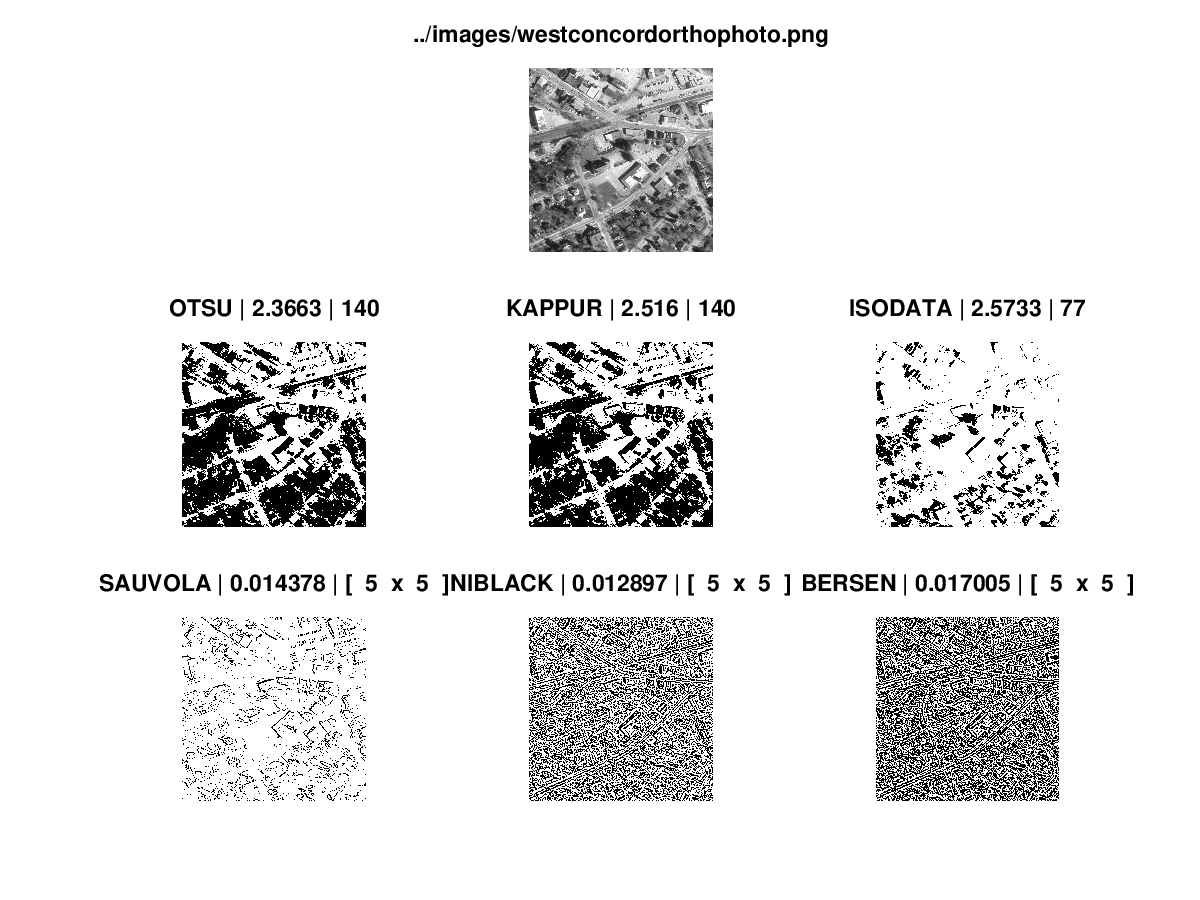 ../images/westconcordorthophoto.png
OTSU | 2.3663 | 140
KAPPUR | 2.516 | 140
ISODATA | 2.5733 | 77
SAUVOLA | 0.014378 | [ 5 x 5 ]
NIBLACK | 0.012897 | [ 5 x 5 ]
BERSEN | 0.017005 | [ 5 x 5 ]